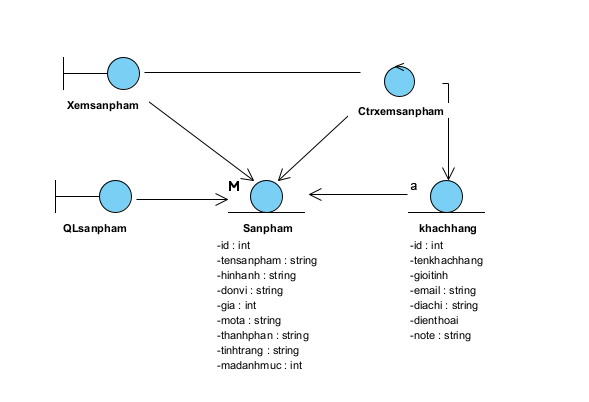 Xemsanpham
Ctrxemsanpham
M
a
QLsanpham
Sanpham
-id : int
-tensanpham : string
-hinhanh : string
-donvi : string
-gia : int
-mota : string
-thanhphan : string
-tinhtrang : string
-madanhmuc : int
khachhang
-id : int
-tenkhachhang
-gioitinh
-email : string
-diachi : string
-dienthoai
-note : string